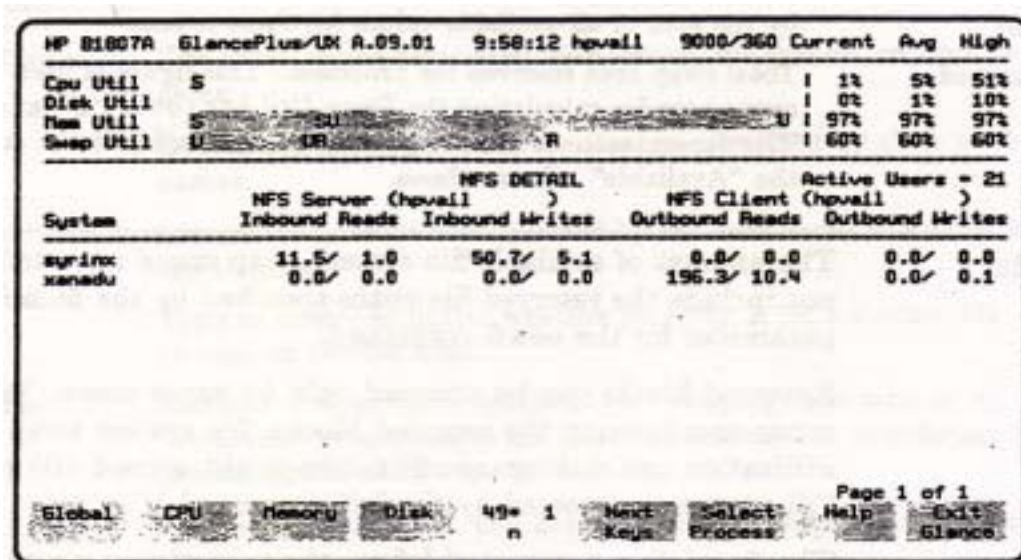 HP B1807A GlancePlus/UX A.09.01 9:58:12 hpvail 9000/360 Current Avg High
Cpu Util S | 1% 5% 51%
Disk Util | 0% 1% 10%
Mem Util S SU U | 97% 97% 97%
Swap Util U UR R | 60% 60% 60%
NFS DETAIL Active Users = 21
NFS Server (hpvail ) NFS Client (hpvail )
System Inbound Reads Inbound Writes Outbound Reads Outbound Writes
syrinx 11.5/ 1.0 50.7/ 5.1 0.0/ 0.0 0.0/ 0.0
xanadu 0.0/ 0.0 0.0/ 0.0 196.3/ 10.4 0.0/ 0.1
Page 1 of 1
Global CPU Memory Disk 49* 1 Next Select Help Exit
n Keys Process Glance